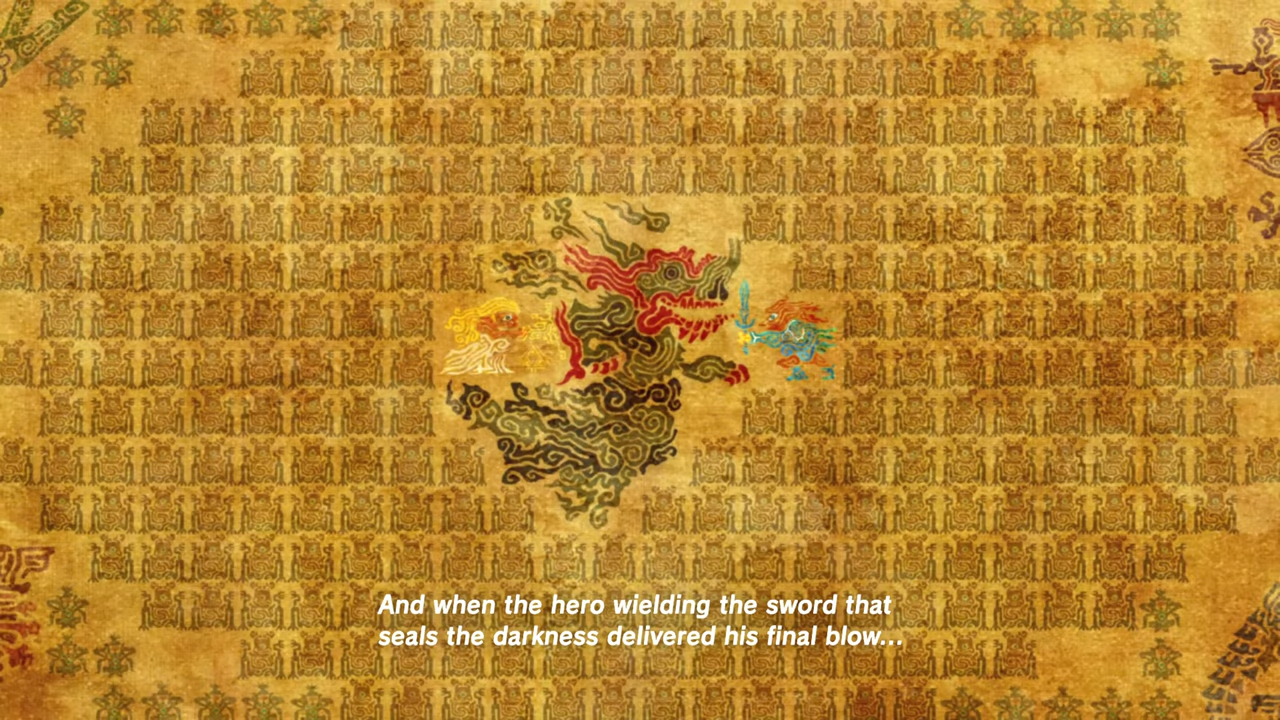 And when the hero wielding the sword that
seals the darkness delivered his final blow...